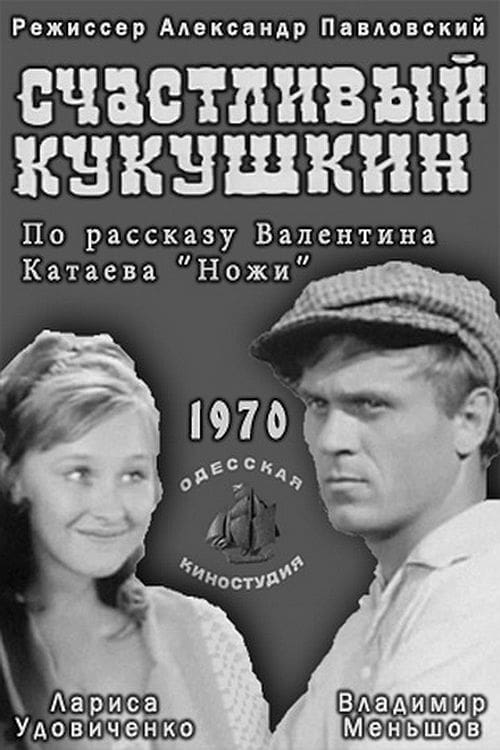 Режиссер Александр Павловский
СЧАСТЛИВЫЙ
КУКУШКИН
По рассказу Валентина
Катаева "Ножи"
1970
ОДЕССКАЯ
КИНОСТУДИЯ
Лариса
Удовиченко
Владимир
Меньшов